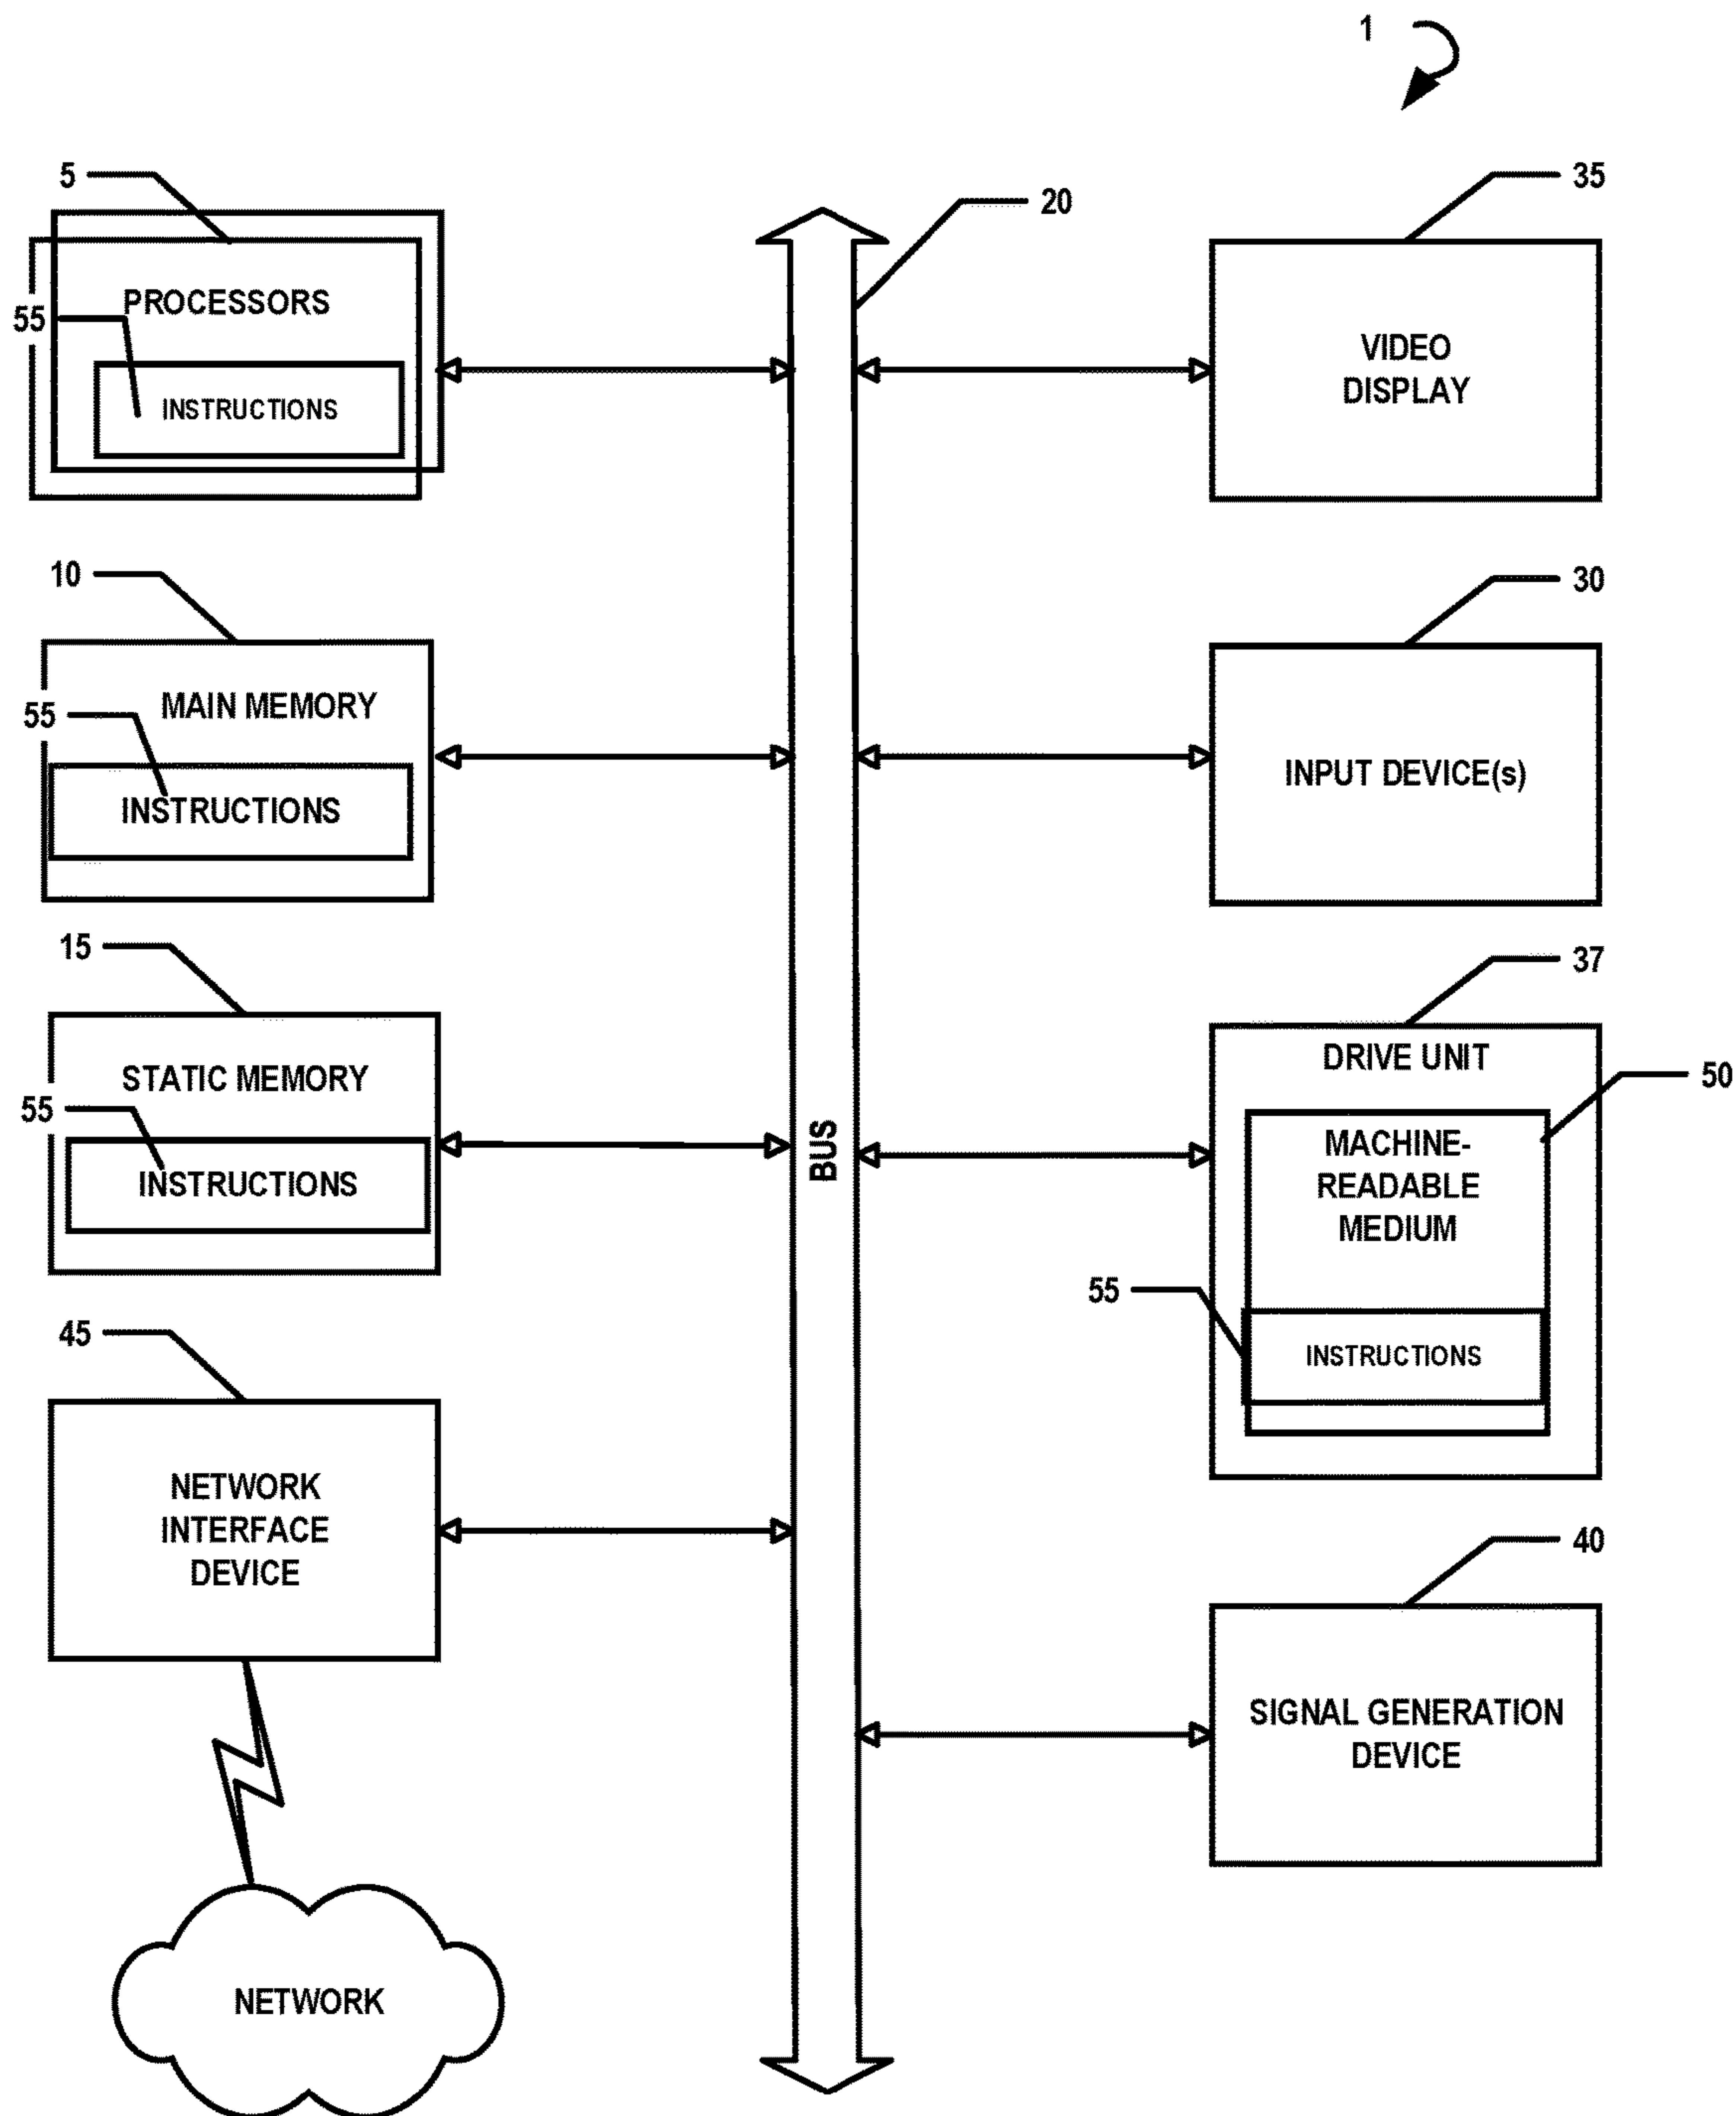 1
5
PROCESSORS
55
INSTRUCTIONS
10
MAIN MEMORY
55
INSTRUCTIONS
15
STATIC MEMORY
55
INSTRUCTIONS
45
NETWORK
INTERFACE
DEVICE
NETWORK
20
BUS
35
VIDEO
DISPLAY
30
INPUT DEVICE(s)
37
DRIVE UNIT
50
MACHINE-
READABLE
MEDIUM
55
INSTRUCTIONS
40
SIGNAL GENERATION
DEVICE